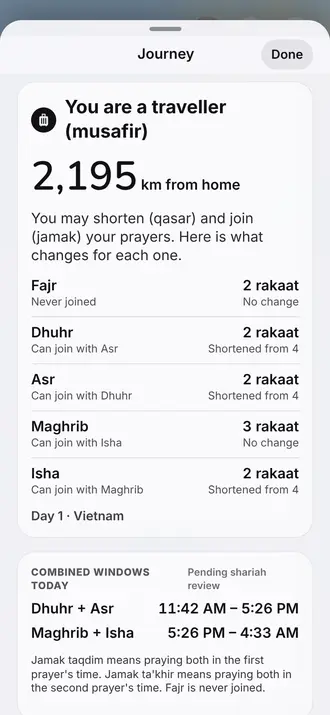 Journey
Done
You are a traveller
(musafir)
2,195 km from home
You may shorten (qasar) and join
(jamak) your prayers. Here is what
changes for each one.
Fajr 2 rakaat
Never joined No change
Dhuhr 2 rakaat
Can join with Asr Shortened from 4
Asr 2 rakaat
Can join with Dhuhr Shortened from 4
Maghrib 3 rakaat
Can join with Isha No change
Isha 2 rakaat
Can join with Maghrib Shortened from 4
Day 1 · Vietnam
COMBINED WINDOWS Pending shariah
TODAY review
Dhuhr + Asr 11:42 AM – 5:26 PM
Maghrib + Isha 5:26 PM – 4:33 AM
Jamak taqdim means praying both in the first
prayer's time. Jamak ta'khir means praying both in
the second prayer's time. Fajr is never joined.